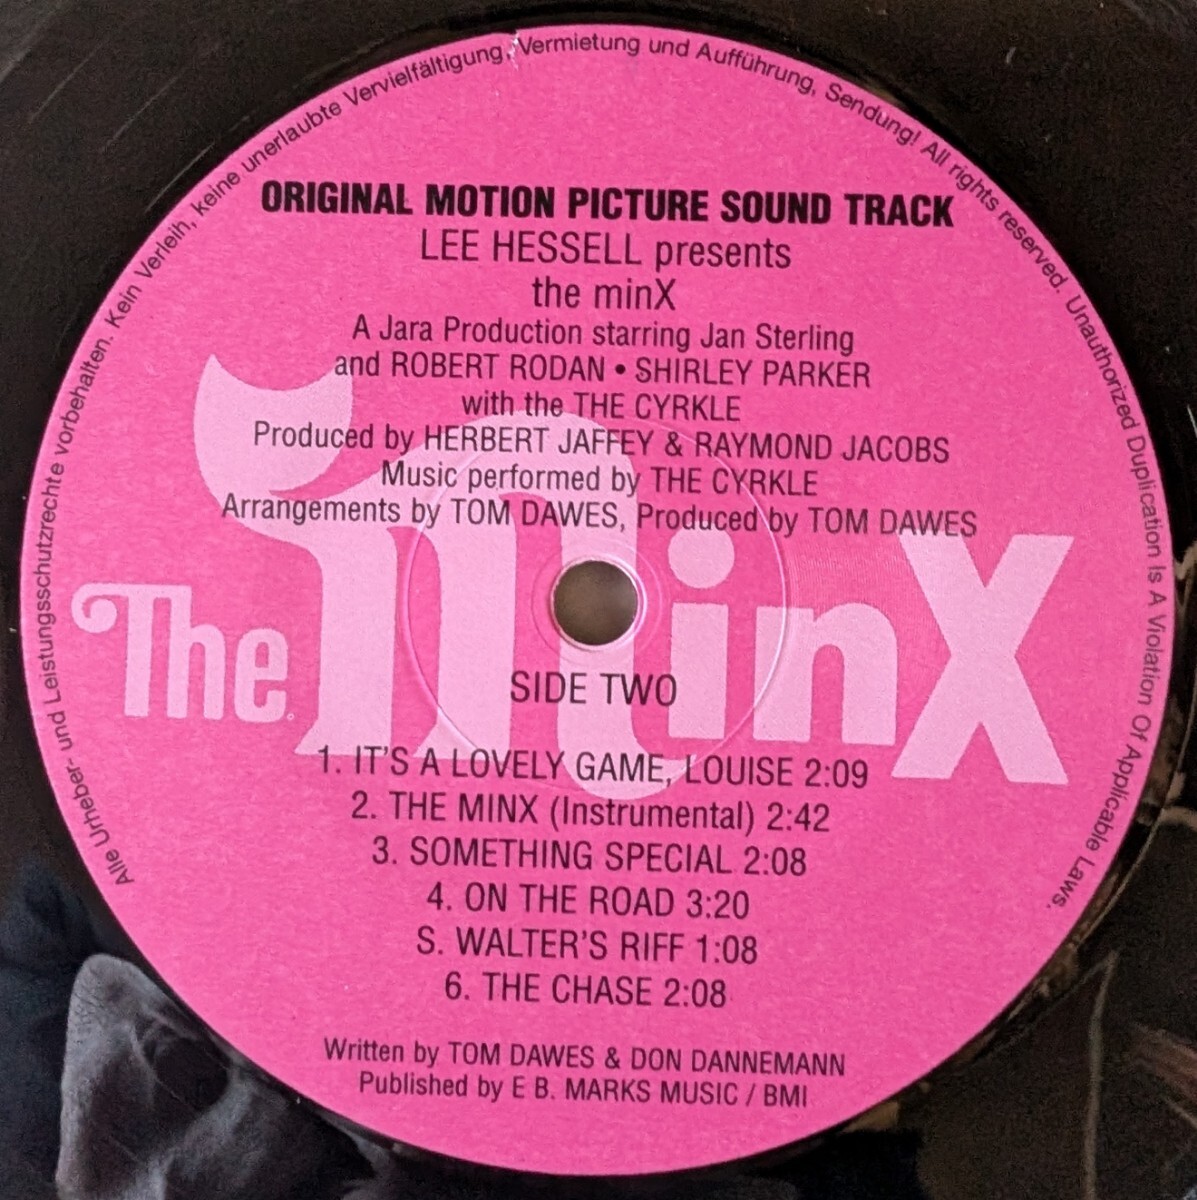 Allle Urheber- und Leistungsschutzrechte vorbehalten. Kein Verleih, keine unerlaubte Vervielfältigung, Vermietung und Aufführung, Sendung! All rights reserved. Unauthorized Duplication Is A Violation Of Applicable Laws.
ORIGINAL MOTION PICTURE SOUND TRACK
LEE HESSELL presents
the minX
A Jara Production starring Jan Sterling
and ROBERT RODAN • SHIRLEY PARKER
with the THE CYRKLE
Produced by HERBERT JAFFEY & RAYMOND JACOBS
Music performed by THE CYRKLE
Arrangements by TOM DAWES, Produced by TOM DAWES
The minX
SIDE TWO
1. IT'S A LOVELY GAME, LOUISE 2:09
2. THE MINX (Instrumental) 2:42
3. SOMETHING SPECIAL 2:08
4. ON THE ROAD 3:20
S. WALTER'S RIFF 1:08
6. THE CHASE 2:08
Written by TOM DAWES & DON DANNEMANN
Published by E B. MARKS MUSIC / BMI